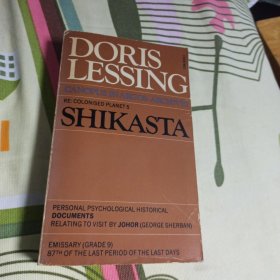 DORIS
LESSING
CANOPUS IN ARGOS: ARCHIVES
RE: COLONISED PLANET 5
SHIKASTA
PERSONAL PSYCHOLOGICAL HISTORICAL
DOCUMENTS
RELATING TO VISIT BY JOHOR (GEORGE SHERBAN)
EMISSARY (GRADE 9)
87TH OF THE LAST PERIOD OF THE LAST DAYS